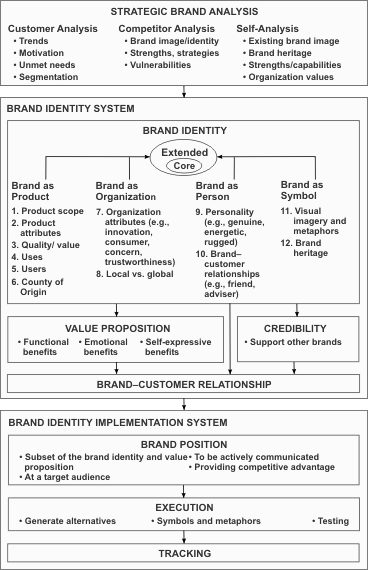 STRATEGIC BRAND ANALYSIS
Customer Analysis
• Trends
• Motivation
• Unmet needs
• Segmentation
Competitor Analysis
• Brand image/identity
• Strengths, strategies
• Vulnerabilities
Self-Analysis
• Existing brand image
• Brand heritage
• Strengths/capabilities
• Organization values
BRAND IDENTITY SYSTEM
BRAND IDENTITY
Extended
Core
Brand as
Product
1. Product scope
2. Product
attributes
3. Quality/ value
4. Uses
5. Users
6. County of
Origin
Brand as
Organization
7. Organization
attributes (e.g.,
innovation,
consumer,
concern,
trustworthiness)
8. Local vs. global
Brand as
Person
9. Personality
(e.g., genuine,
energetic,
rugged)
10. Brand–
customer
relationships
(e.g., friend,
adviser)
Brand as
Symbol
11. Visual
imagery and
metaphors
12. Brand
heritage
VALUE PROPOSITION
• Functional
benefits
• Emotional
benefits
• Self-expressive
benefits
CREDIBILITY
• Support other brands
BRAND–CUSTOMER RELATIONSHIP
BRAND IDENTITY IMPLEMENTATION SYSTEM
BRAND POSITION
• Subset of the brand identity and value
proposition
• At a target audience
• To be actively communicated
• Providing competitive advantage
EXECUTION
• Generate alternatives
• Symbols and metaphors
• Testing
TRACKING